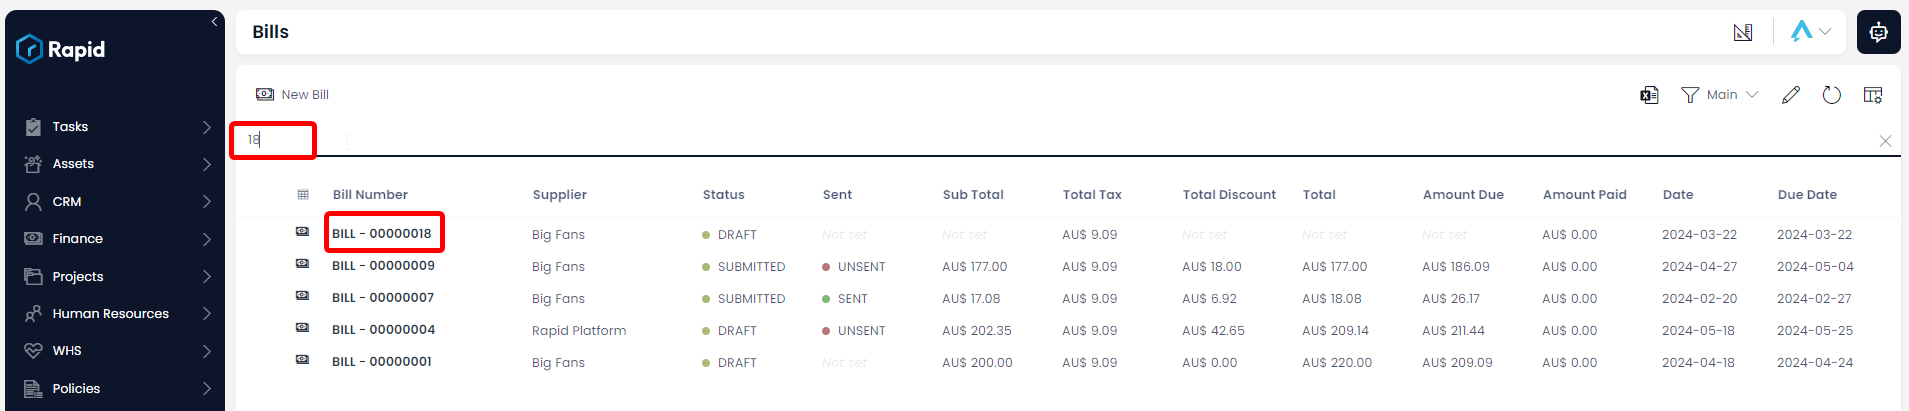 Rapid
Tasks
Assets
CRM
Finance
Projects
Human Resources
WHS
Policies
Bills
New Bill
Main
18
Bill Number Supplier Status Sent Sub Total Total Tax Total Discount Total Amount Due Amount Paid Date Due Date
BILL - 00000018 Big Fans DRAFT Not set Not set AU$ 9.09 Not set Not set Not set AU$ 0.00 2024-03-22 2024-03-22
BILL - 00000009 Big Fans SUBMITTED UNSENT AU$ 177.00 AU$ 9.09 AU$ 18.00 AU$ 177.00 AU$ 186.09 AU$ 0.00 2024-04-27 2024-05-04
BILL - 00000007 Big Fans SUBMITTED SENT AU$ 17.08 AU$ 9.09 AU$ 6.92 AU$ 18.08 AU$ 26.17 AU$ 0.00 2024-02-20 2024-02-27
BILL - 00000004 Rapid Platform DRAFT UNSENT AU$ 202.35 AU$ 9.09 AU$ 42.65 AU$ 209.14 AU$ 211.44 AU$ 0.00 2024-05-18 2024-05-25
BILL - 00000001 Big Fans DRAFT Not set AU$ 200.00 AU$ 9.09 AU$ 0.00 AU$ 220.00 AU$ 209.09 AU$ 0.00 2024-04-18 2024-04-24